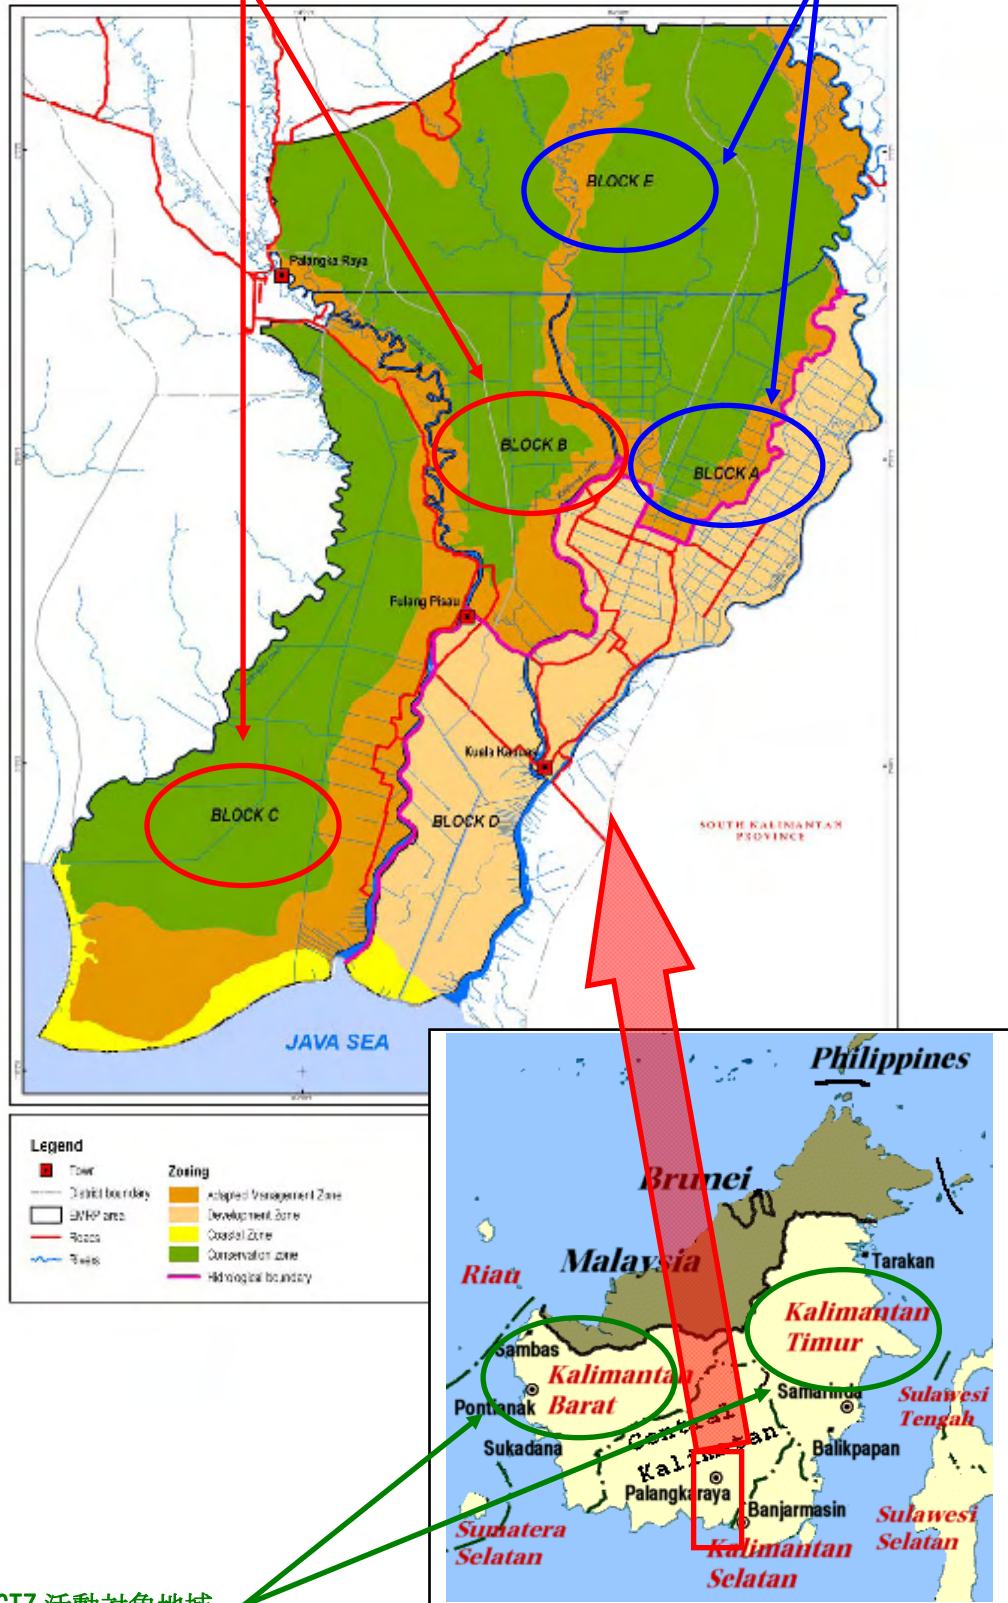 BLOCK E
Palangka Raya
BLOCK B
BLOCK A
Pulang Pisau
Kuala Kapuas
BLOCK C
BLOCK D
SOUTH KALIMANTAN
PROVINCE
JAVA SEA
Legend
Town
District boundary
EMRP area
Roads
Rivers
Zoning
Adapted Management Zone
Development Zone
Coastal Zone
Conservation zone
Hidrological boundary
Philippines
Brunei
Malaysia
Riau
Tarakan
Kalimantan
Timur
Sambas
Kalimantan
Barat
Pontianak
Samarinda
Sulawesi
Tengah
Central
Kalimantan
Sukadana
Balikpapan
Palangkaraya
Banjarmasin
Sumatera
Selatan
Sulawesi
Selatan
Kalimantan
Selatan
活動対象地域